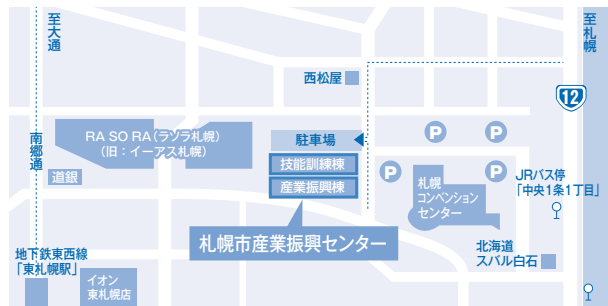 至大通
至札幌
西松屋
12
RA SO RA(ラソラ札幌)
(旧：イーアス札幌)
駐車場
P
P
南郷通
技能訓練棟
道銀
産業振興棟
P
P
札幌
コンベンション
センター
JRバス停
「中央1条1丁目」
札幌市産業振興センター
地下鉄東西線
「東札幌駅」
イオン
東札幌店
北海道
スバル白石